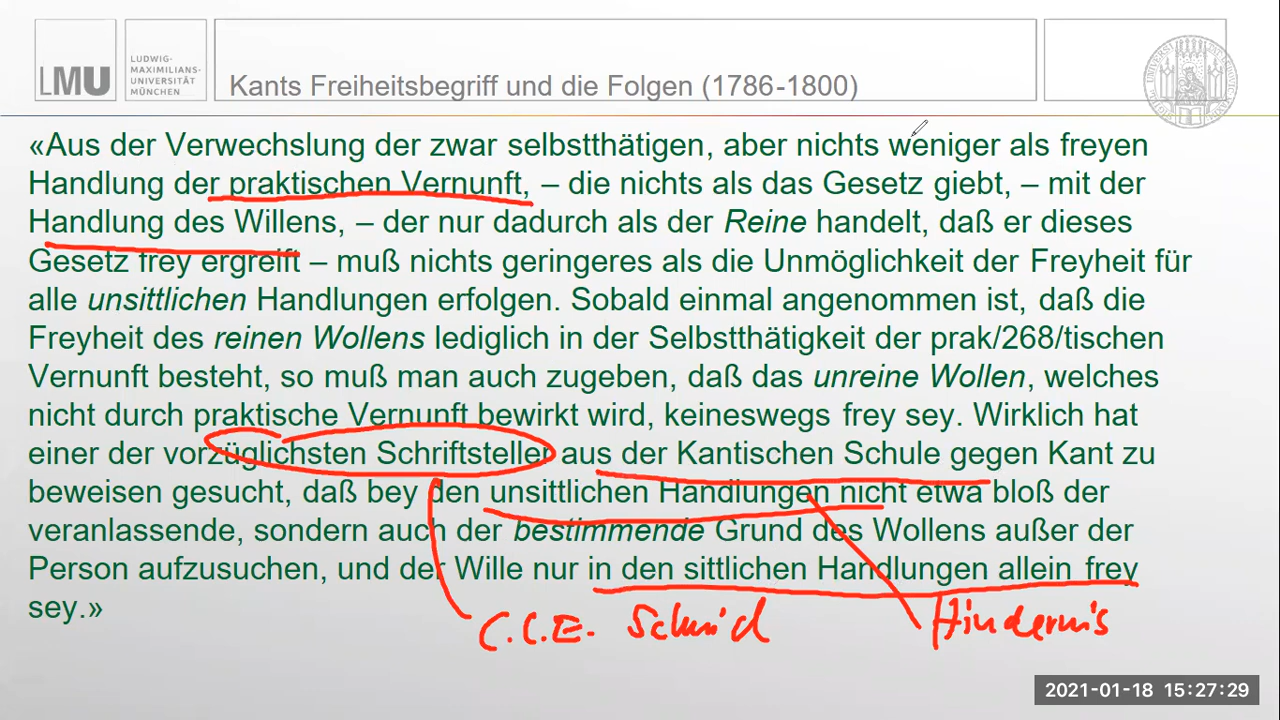 LMU
LUDWIG-
MAXIMILIANS-
UNIVERSITÄT
MÜNCHEN
Kants Freiheitsbegriff und die Folgen (1786-1800)
«Aus der Verwechslung der zwar selbstthätigen, aber nichts weniger als freyen
Handlung der praktischen Vernunft, – die nichts als das Gesetz giebt, – mit der
Handlung des Willens, – der nur dadurch als der Reine handelt, daß er dieses
Gesetz frey ergreift – muß nichts geringeres als die Unmöglichkeit der Freyheit für
alle unsittlichen Handlungen erfolgen. Sobald einmal angenommen ist, daß die
Freyheit des reinen Wollens lediglich in der Selbstthätigkeit der prak/268/tischen
Vernunft besteht, so muß man auch zugeben, daß das unreine Wollen, welches
nicht durch praktische Vernunft bewirkt wird, keineswegs frey sey. Wirklich hat
einer der vorzüglichsten Schriftsteller aus der Kantischen Schule gegen Kant zu
beweisen gesucht, daß bey den unsittlichen Handlungen nicht etwa bloß der
veranlassende, sondern auch der bestimmende Grund des Wollens außer der
Person aufzusuchen, und der Wille nur in den sittlichen Handlungen allein frey
sey.»
C.C.E. Schmid
Hindernis
2021-01-18 15:27:29